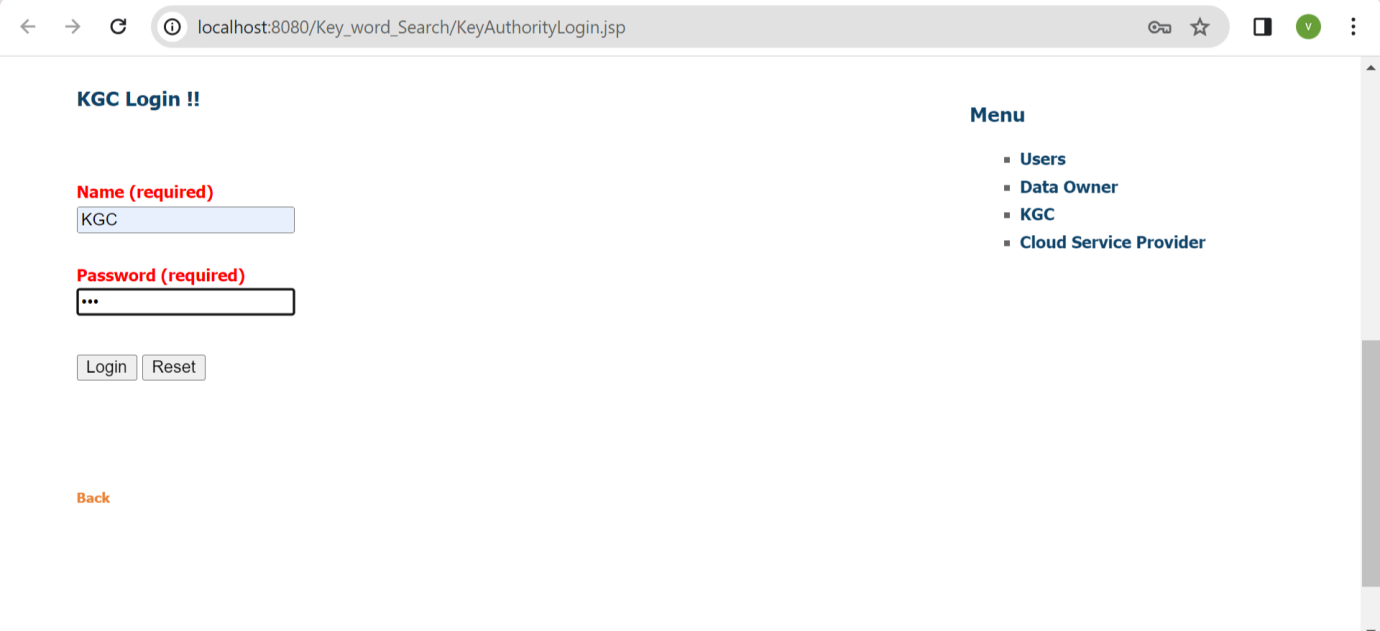 localhost:8080/Key_word_Search/KeyAuthorityLogin.jsp
V
KGC Login !!
Name (required)
KGC
Password (required)
•••
Login Reset
Back
Menu
Users
Data Owner
KGC
Cloud Service Provider